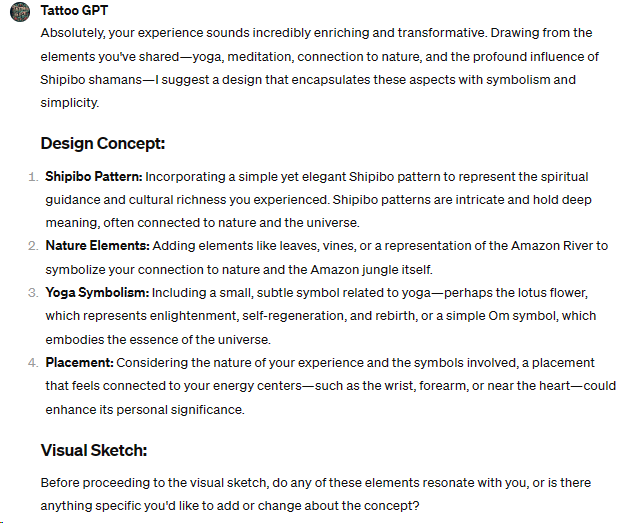 Tattoo GPT
Absolutely, your experience sounds incredibly enriching and transformative. Drawing from the
elements you've shared—yoga, meditation, connection to nature, and the profound influence of
Shipibo shamans—I suggest a design that encapsulates these aspects with symbolism and
simplicity.
Design Concept:
1. Shipibo Pattern: Incorporating a simple yet elegant Shipibo pattern to represent the spiritual
guidance and cultural richness you experienced. Shipibo patterns are intricate and hold deep
meaning, often connected to nature and the universe.
2. Nature Elements: Adding elements like leaves, vines, or a representation of the Amazon River to
symbolize your connection to nature and the Amazon jungle itself.
3. Yoga Symbolism: Including a small, subtle symbol related to yoga—perhaps the lotus flower,
which represents enlightenment, self-regeneration, and rebirth, or a simple Om symbol, which
embodies the essence of the universe.
4. Placement: Considering the nature of your experience and the symbols involved, a placement
that feels connected to your energy centers—such as the wrist, forearm, or near the heart—could
enhance its personal significance.
Visual Sketch:
Before proceeding to the visual sketch, do any of these elements resonate with you, or is there
anything specific you'd like to add or change about the concept?